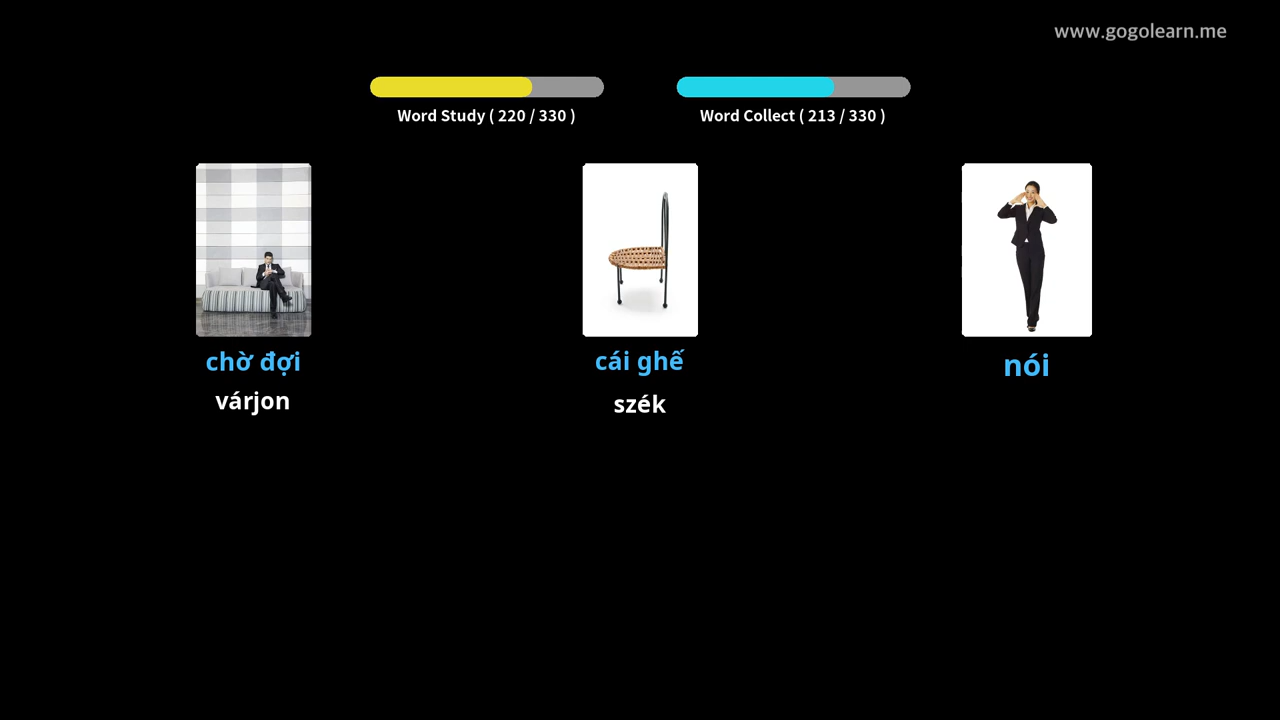 www.gogolearn.me
Word Study ( 220 / 330 )
Word Collect ( 213 / 330 )
chờ đợi
várjon
cái ghế
szék
nói